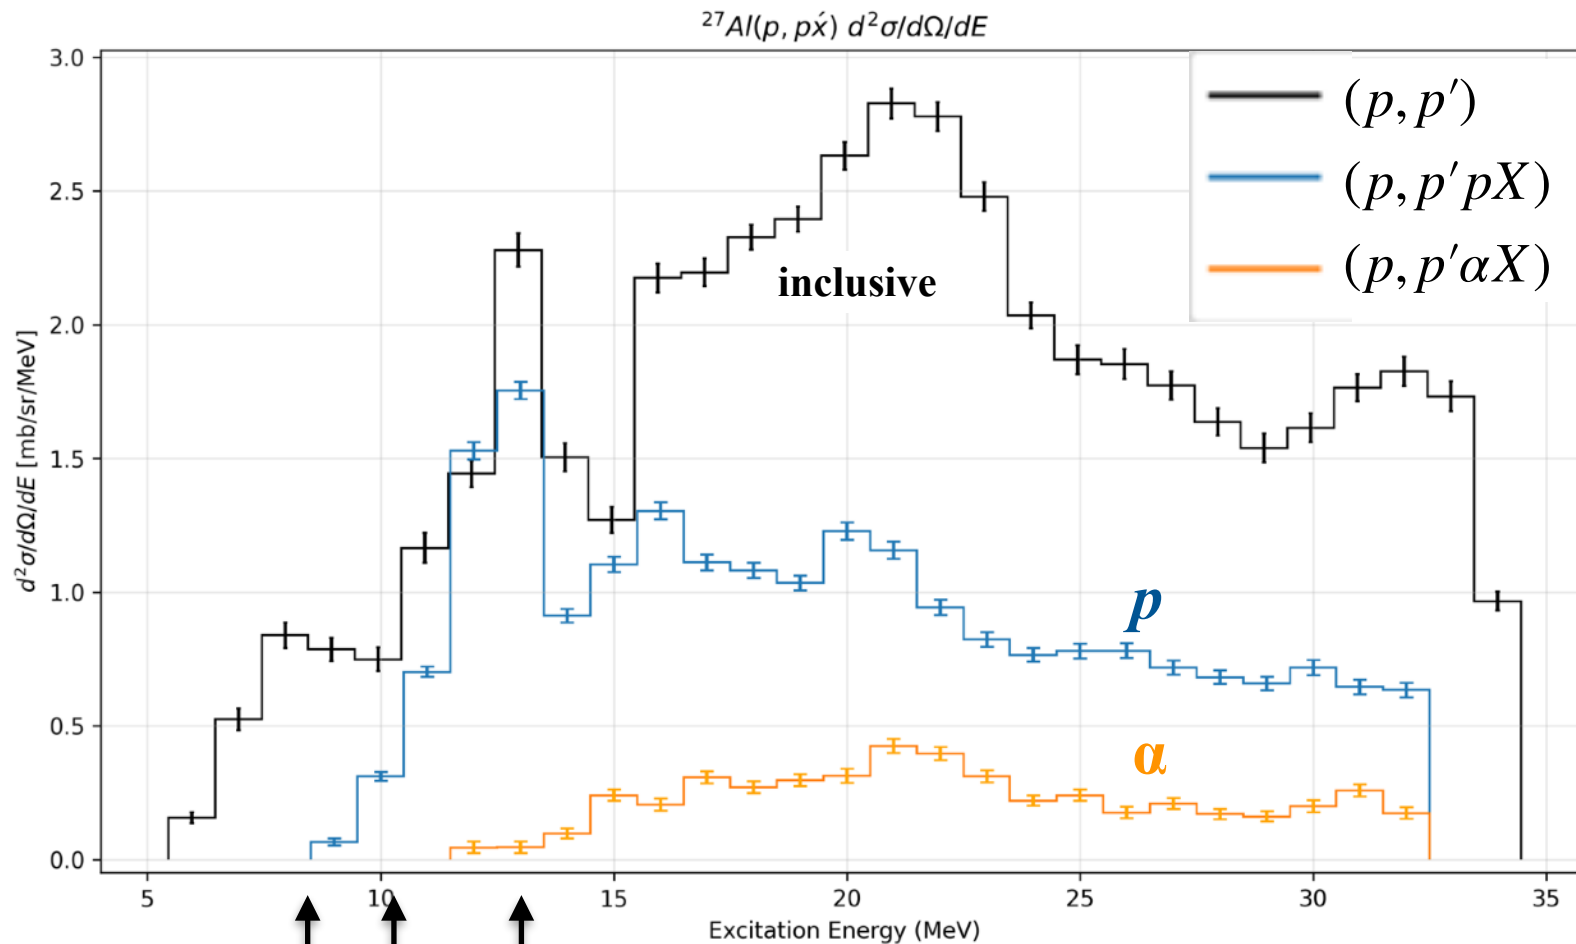 ²⁷Al(p, px́) d²σ/dΩ/dE
3.0
2.5
2.0
1.5
1.0
0.5
0.0
d²σ/dΩ/dE [mb/sr/MeV]
(p, p′)
(p, p′pX)
(p, p′αX)
inclusive
p
α
5 10 15 20 25 30 35
Excitation Energy (MeV)